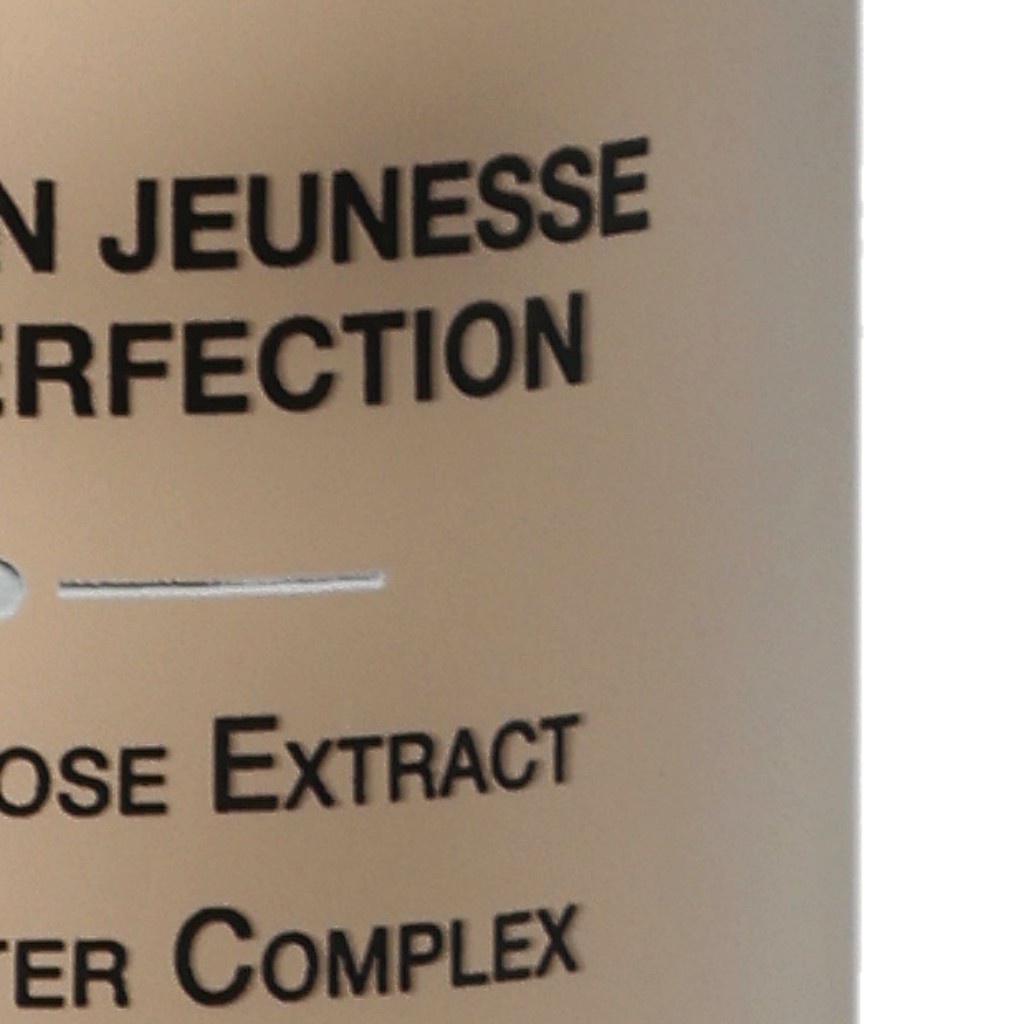 N JEUNESSE
ERFECTION
OSE EXTRACT
TER COMPLEX